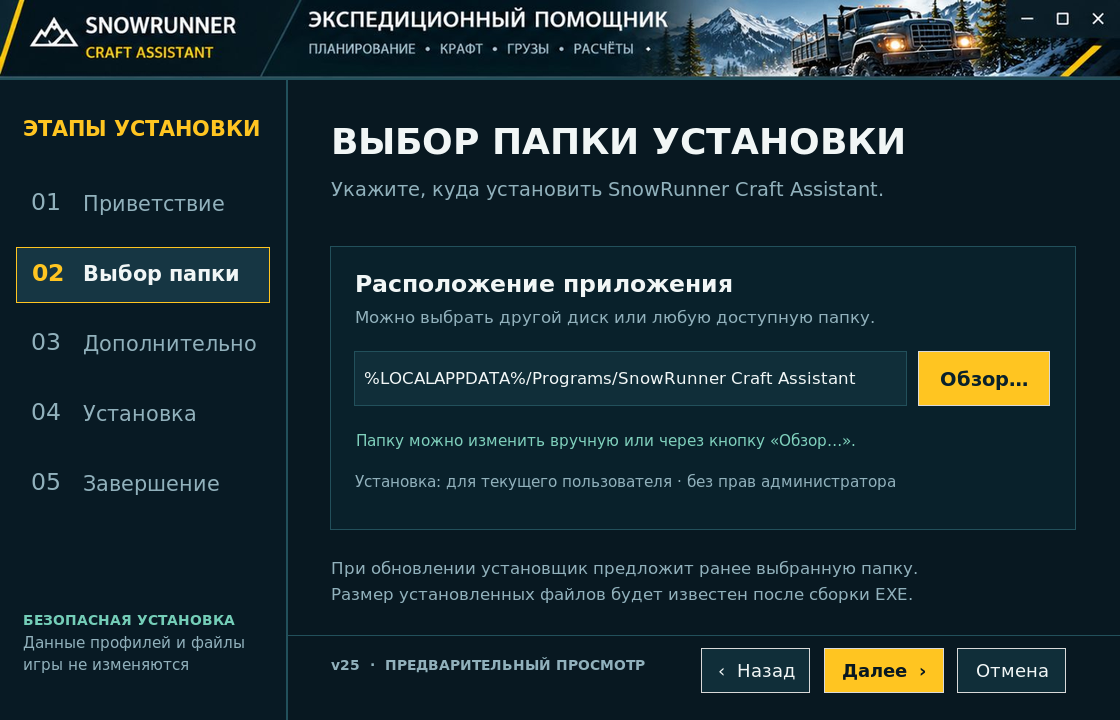 SNOWRUNNER
CRAFT ASSISTANT
ЭКСПЕДИЦИОННЫЙ ПОМОЩНИК
ПЛАНИРОВАНИЕ • КРАФТ • ГРУЗЫ • РАСЧЁТЫ •
ЭТАПЫ УСТАНОВКИ
01 Приветствие
02 Выбор папки
03 Дополнительно
04 Установка
05 Завершение
БЕЗОПАСНАЯ УСТАНОВКА
Данные профилей и файлы
игры не изменяются
ВЫБОР ПАПКИ УСТАНОВКИ
Укажите, куда установить SnowRunner Craft Assistant.
Расположение приложения
Можно выбрать другой диск или любую доступную папку.
%LOCALAPPDATA%/Programs/SnowRunner Craft Assistant
Обзор...
Папку можно изменить вручную или через кнопку «Обзор...».
Установка: для текущего пользователя · без прав администратора
При обновлении установщик предложит ранее выбранную папку.
Размер установленных файлов будет известен после сборки EXE.
v25 · ПРЕДВАРИТЕЛЬНЫЙ ПРОСМОТР
‹ Назад
Далее ›
Отмена